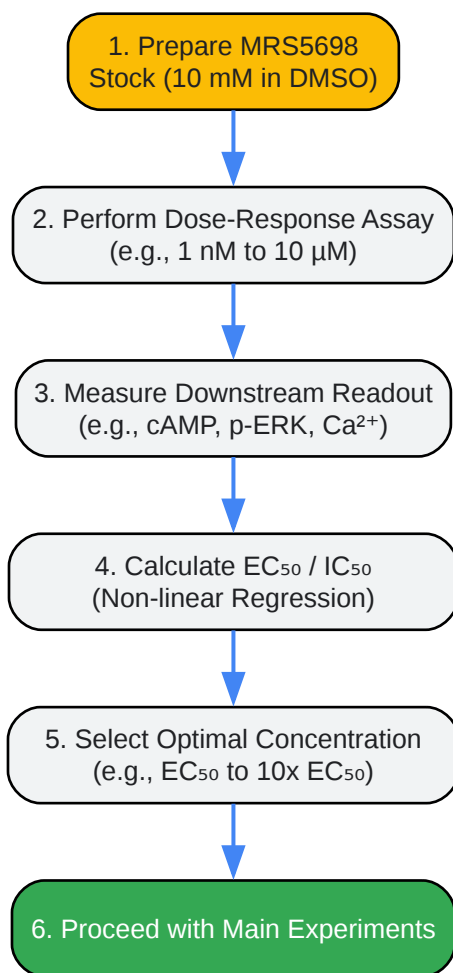 1. Prepare MRS5698
Stock (10 mM in DMSO)
2. Perform Dose-Response Assay
(e.g., 1 nM to 10 µM)
3. Measure Downstream Readout
(e.g., cAMP, p-ERK, Ca²⁺)
4. Calculate EC₅₀ / IC₅₀
(Non-linear Regression)
5. Select Optimal Concentration
(e.g., EC₅₀ to 10x EC₅₀)
6. Proceed with Main Experiments